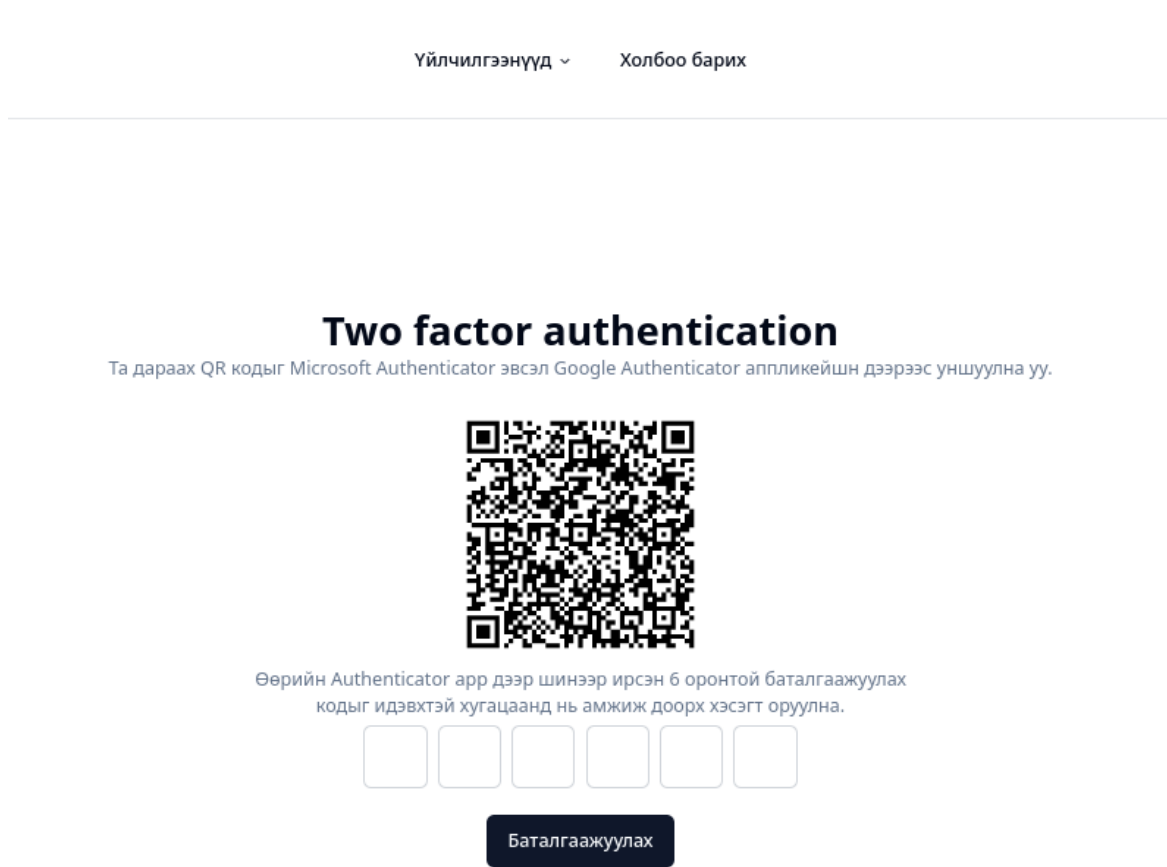 Үйлчилгээнүүд
Холбоо барих
Two factor authentication
Та дараах QR кодыг Microsoft Authenticator эвсэл Google Authenticator аппликейшн дээрээс уншуулна уу.
Өөрийн Authenticator app дээр шинээр ирсэн 6 оронтой баталгаажуулах
кодыг идэвхтэй хугацаанд нь амжиж доорх хэсэгт оруулна.
Баталгаажуулах